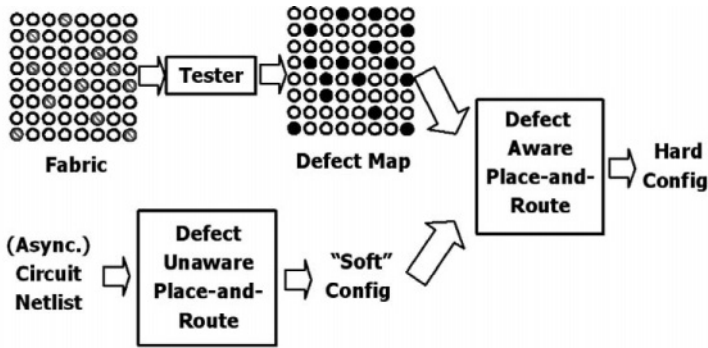 Tester
Fabric
Defect Map
Defect
Aware
Place-and-
Route
Hard
Config
(Async.)
Circuit
Netlist
Defect
Unaware
Place-and-
Route
“Soft”
Config